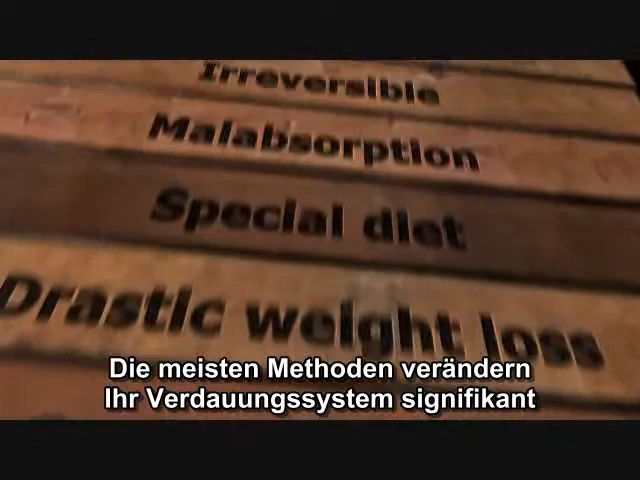 Irreversible
Malabsorption
Special diet
Drastic weight loss
Die meisten Methoden verändern
Ihr Verdauungssystem signifikant